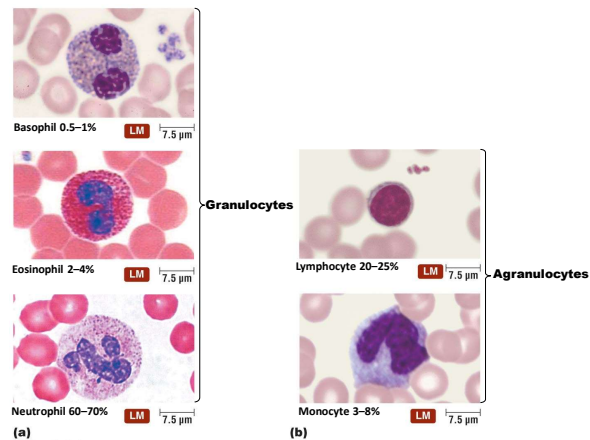 Basophil 0.5–1%
LM
7.5 µm
Eosinophil 2–4%
LM
7.5 µm
Granulocytes
Neutrophil 60–70%
LM
7.5 µm
(a)
Lymphocyte 20–25%
LM
7.5 µm
Agranulocytes
Monocyte 3–8%
LM
7.5 µm
(b)